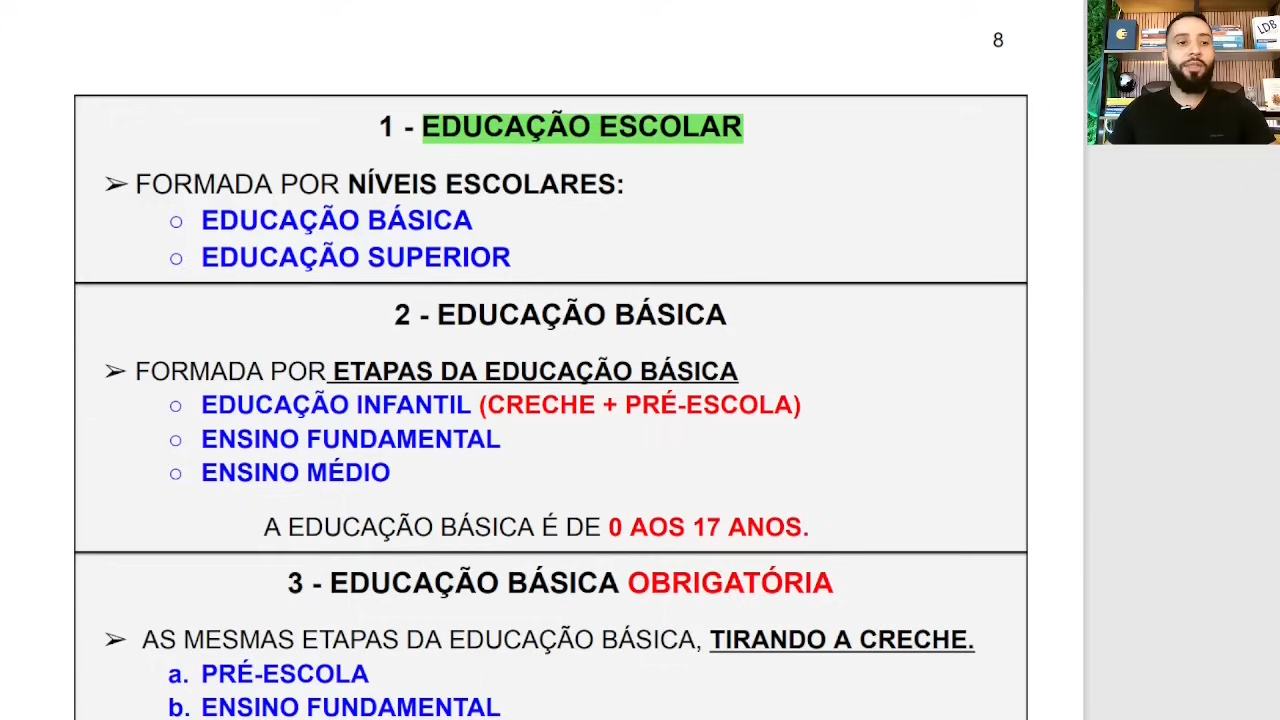 8
1 - EDUCAÇÃO ESCOLAR
➢ FORMADA POR NÍVEIS ESCOLARES:
○ EDUCAÇÃO BÁSICA
○ EDUCAÇÃO SUPERIOR
2 - EDUCAÇÃO BÁSICA
➢ FORMADA POR ETAPAS DA EDUCAÇÃO BÁSICA
○ EDUCAÇÃO INFANTIL (CRECHE + PRÉ-ESCOLA)
○ ENSINO FUNDAMENTAL
○ ENSINO MÉDIO
A EDUCAÇÃO BÁSICA É DE 0 AOS 17 ANOS.
3 - EDUCAÇÃO BÁSICA OBRIGATÓRIA
➢ AS MESMAS ETAPAS DA EDUCAÇÃO BÁSICA, TIRANDO A CRECHE.
a. PRÉ-ESCOLA
b. ENSINO FUNDAMENTAL
LDB